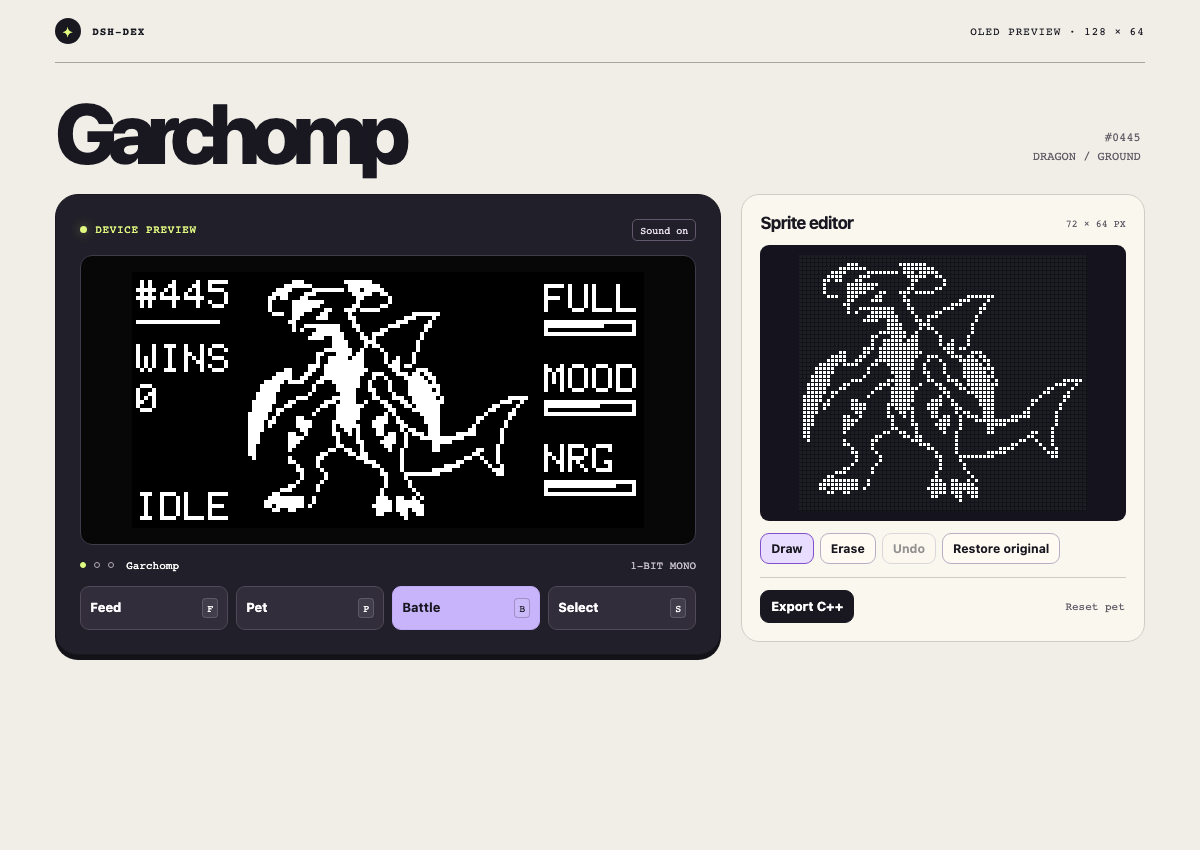 ✦ DSH-DEX
OLED PREVIEW · 128 × 64
Garchomp
#0445
DRAGON / GROUND
DEVICE PREVIEW
Sound on
#445
WINS
0
IDLE
FULL
MOOD
NRG
Garchomp
1-BIT MONO
Feed F
Pet P
Battle B
Select S
Sprite editor
72 × 64 PX
Draw
Erase
Undo
Restore original
Export C++
Reset pet